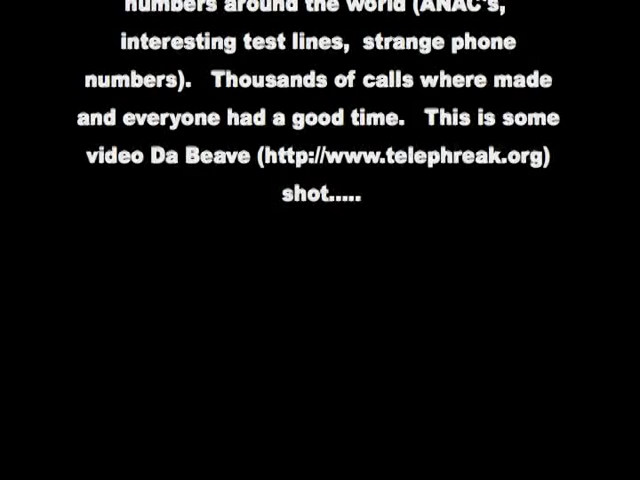 numbers around the world (ANAC's,
interesting test lines, strange phone
numbers). Thousands of calls where made
and everyone had a good time. This is some
video Da Beave (http://www.telephreak.org)
shot.....